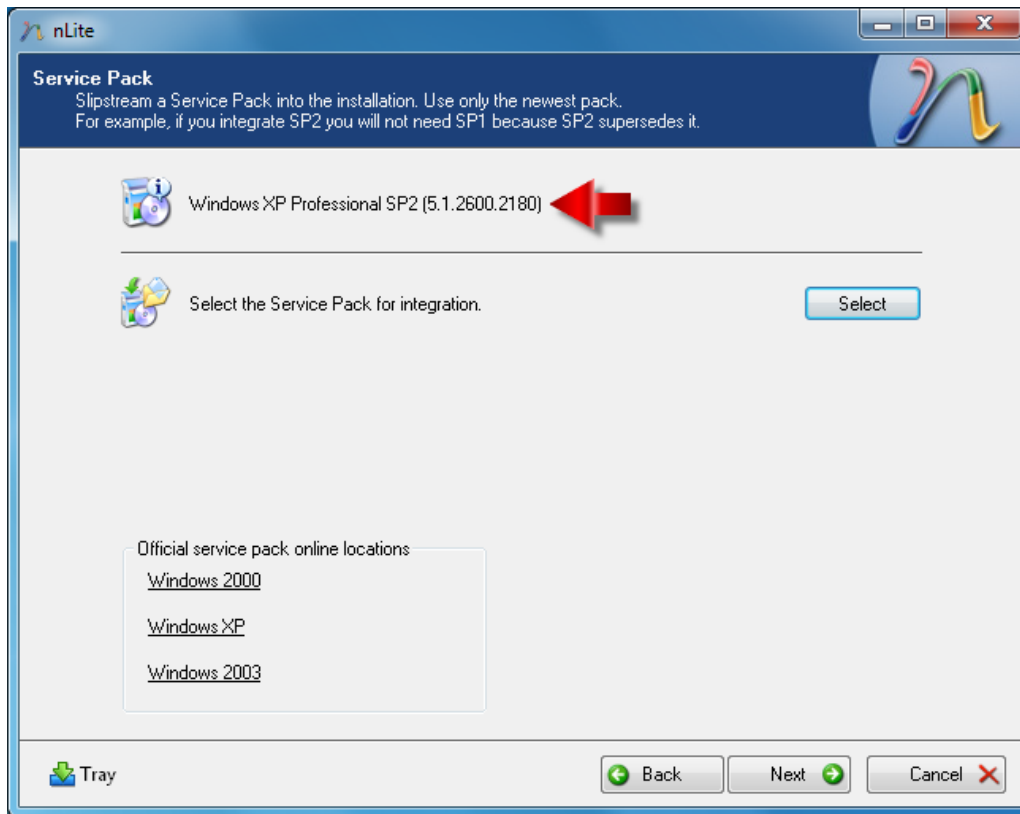 nLite
Service Pack
Slipstream a Service Pack into the installation. Use only the newest pack.
For example, if you integrate SP2 you will not need SP1 because SP2 supersedes it.
Windows XP Professional SP2 (5.1.2600.2180)
Select the Service Pack for integration.
Select
Official service pack online locations
Windows 2000
Windows XP
Windows 2003
Tray
Back
Next
Cancel